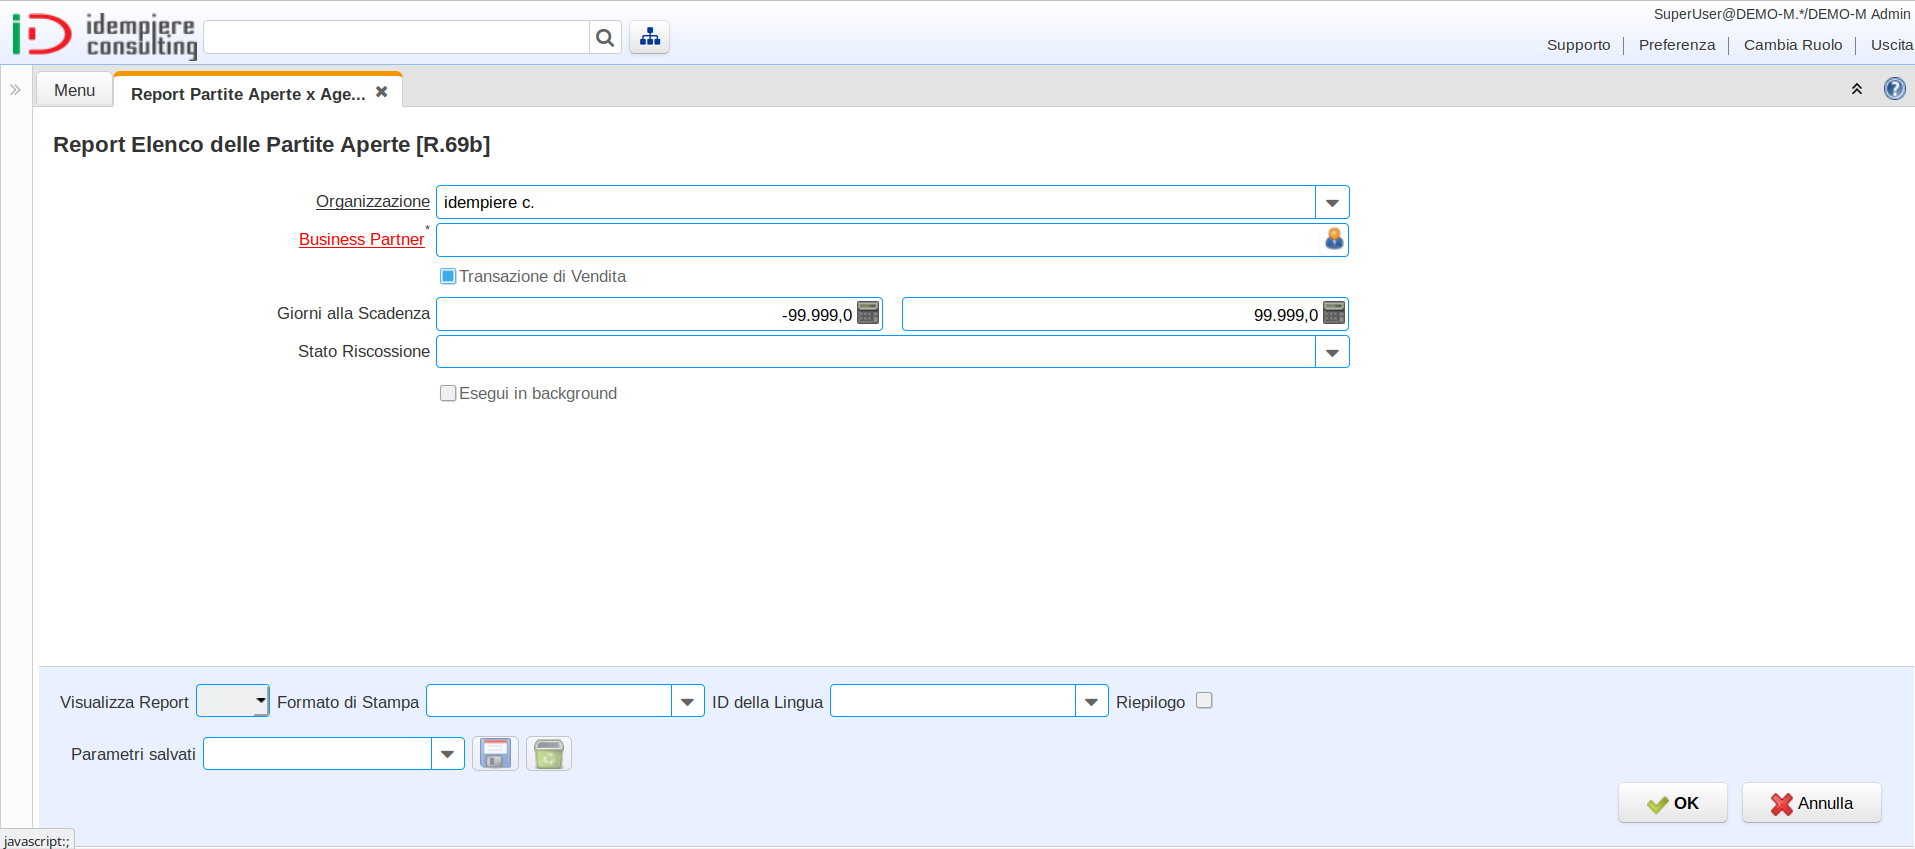 SuperUser@DEMO-M.*/DEMO-M Admin
idempiere
consulting
Supporto
Preferenza
Cambia Ruolo
Uscita
Menu
Report Partite Aperte x Age...
Report Elenco delle Partite Aperte [R.69b]
Organizzazione idempiere c.
Business Partner*
Transazione di Vendita
Giorni alla Scadenza -99.999,0 99.999,0
Stato Riscossione
Esegui in background
Visualizza Report Formato di Stampa ID della Lingua Riepilogo
Parametri salvati
OK Annulla
javascript:;